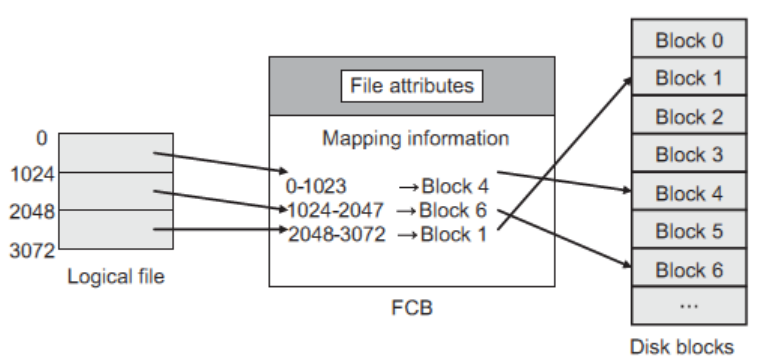 0
1024
2048
3072
Logical file
File attributes
Mapping information
0-1023 →Block 4
1024-2047 →Block 6
2048-3072 →Block 1
FCB
Block 0
Block 1
Block 2
Block 3
Block 4
Block 5
Block 6
...
Disk blocks